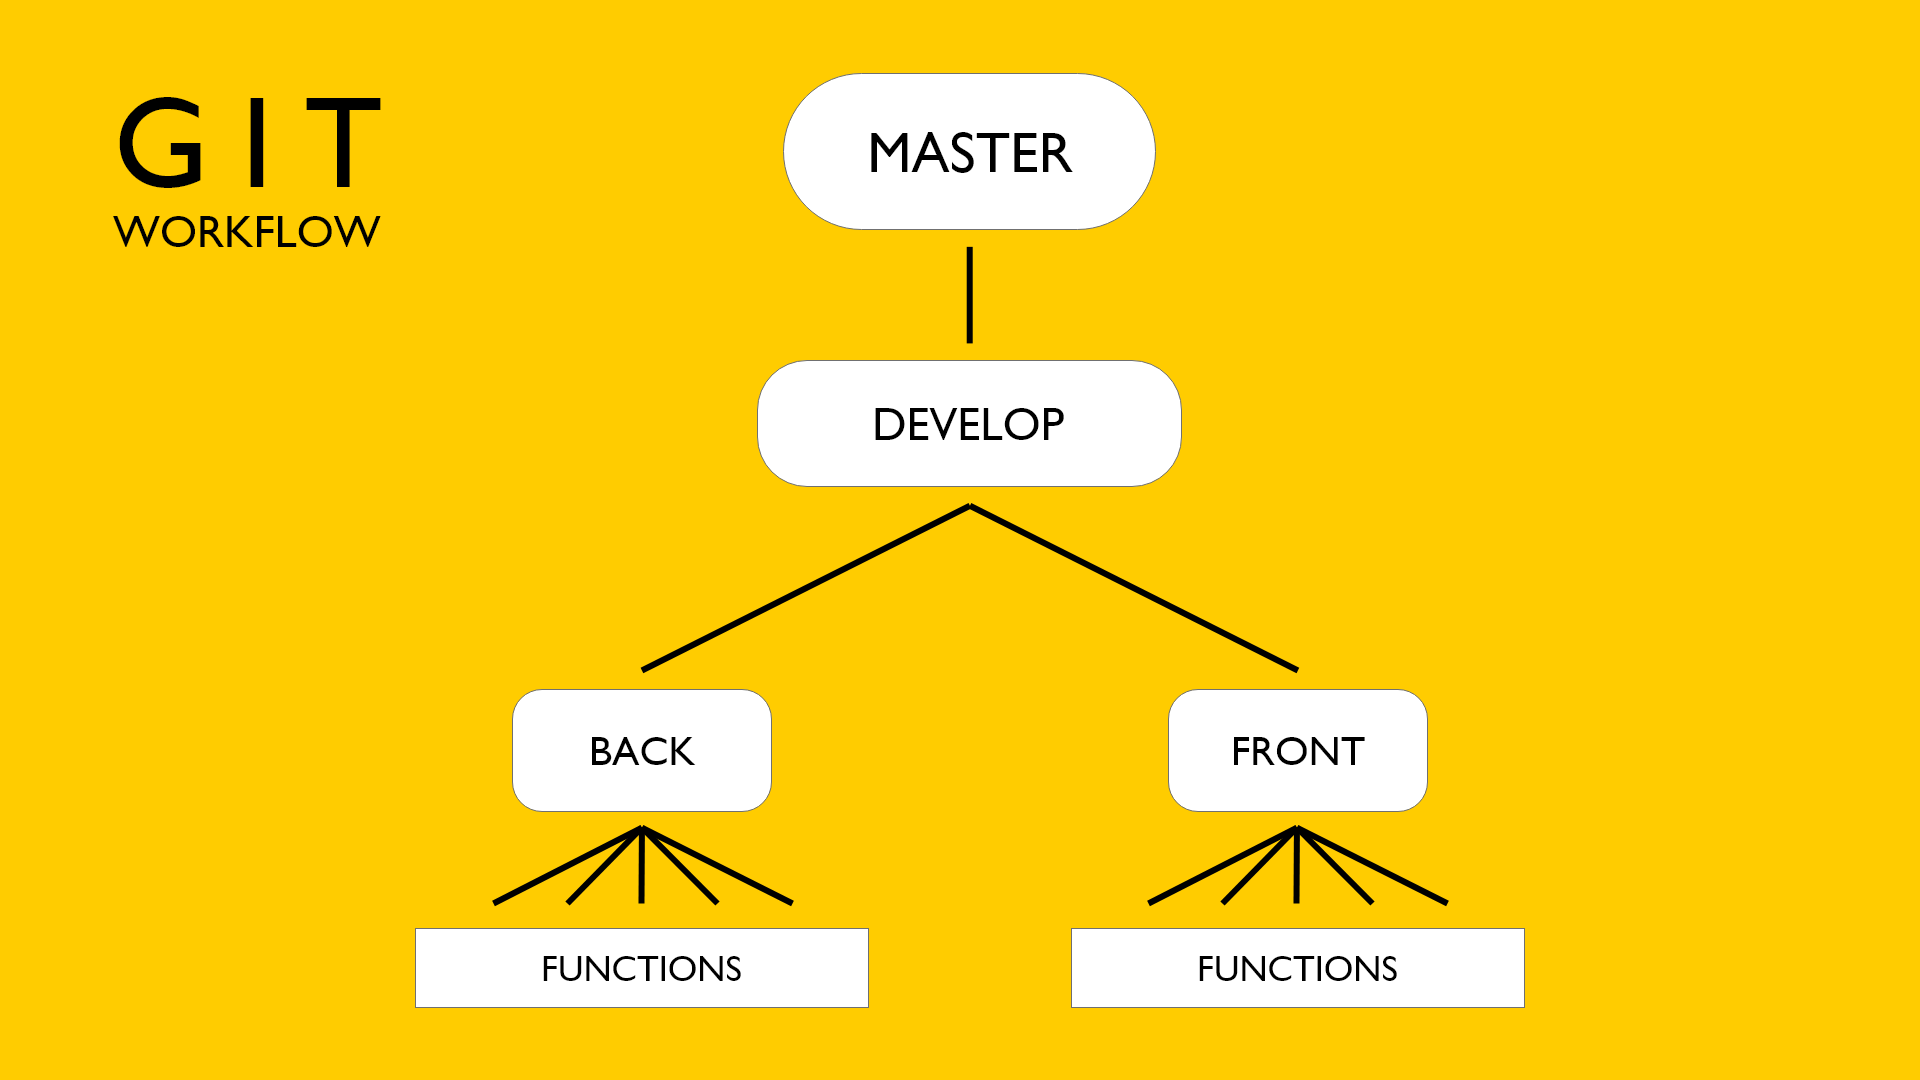 G I T
WORKFLOW
MASTER
DEVELOP
BACK
FRONT
FUNCTIONS
FUNCTIONS